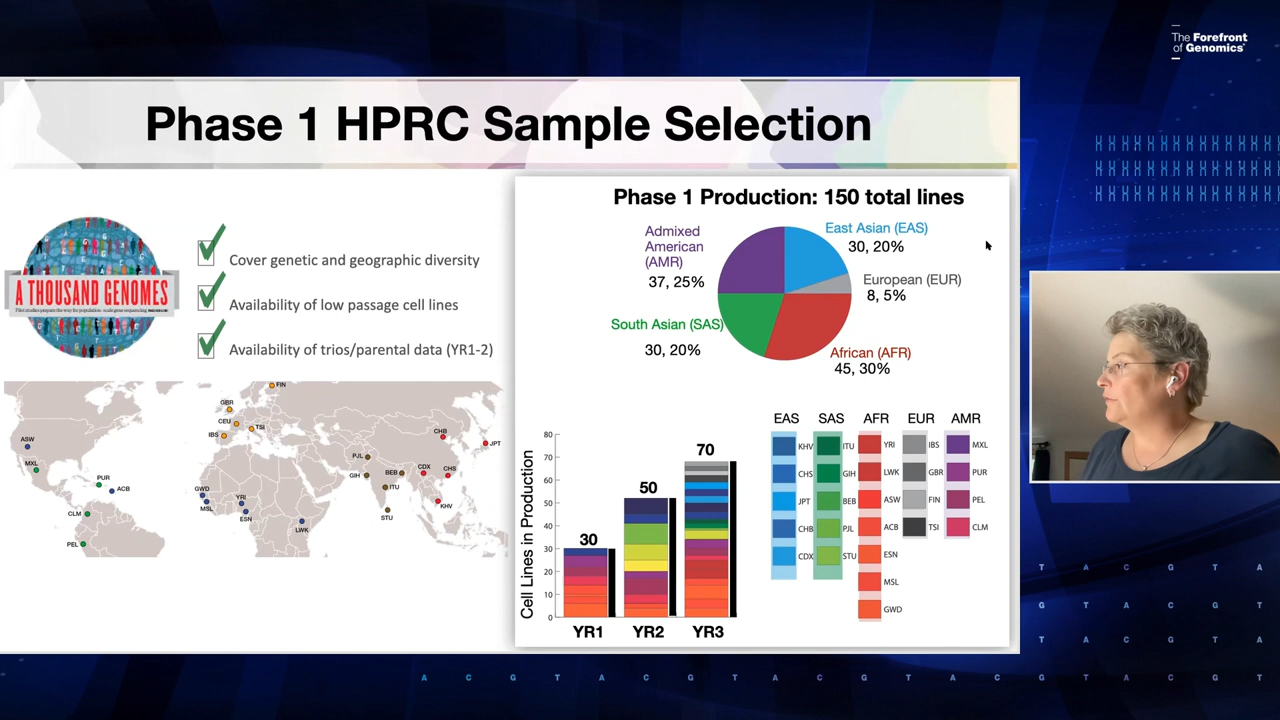 The Forefront
of Genomics
Phase 1 HPRC Sample Selection
A THOUSAND GENOMES
Cover genetic and geographic diversity
Availability of low passage cell lines
Availability of trios/parental data (YR1-2)
FIN
GBR
CEU
TSI
IBS
ASW
MXL
PUR
ACB
CLM
PEL
GWD
MSL
YRI
ESN
LWK
PJL
GIH
BEB
ITU
STU
CHB
JPT
CDX
CHS
KHV
Phase 1 Production: 150 total lines
Admixed
American
(AMR)
37, 25%
East Asian (EAS)
30, 20%
European (EUR)
8, 5%
South Asian (SAS)
30, 20%
African (AFR)
45, 30%
Cell Lines in Production
80
70
60
50
40
30
20
10
0
30
50
70
YR1 YR2 YR3
EAS SAS AFR EUR AMR
KHV ITU YRI IBS MXL
CHS GIH LWK GBR PUR
JPT BEB ASW FIN PEL
CHB PJL ACB TSI CLM
CDX STU ESN
MSL
GWD
T A C G T A
G T A C G T
T A C G T A
A C G T A C G T A C G T A C G T A C G T